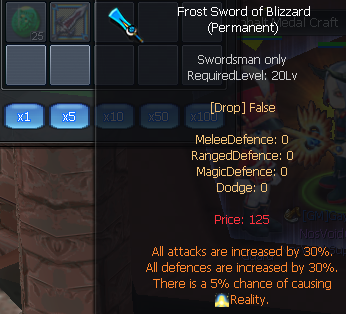 Frost Sword of Blizzard
(Permanent)
25
Medal Craft
Swordsman only
RequiredLevel: 20Lv
[Drop] False
x1
x5
x10
x50
x100
MeleeDefence: 0
RangedDefence: 0
MagicDefence: 0
Dodge: 0
Price: 125
All attacks are increased by 30%.
All defences are increased by 30%.
There is a 5% chance of causing
Reality.